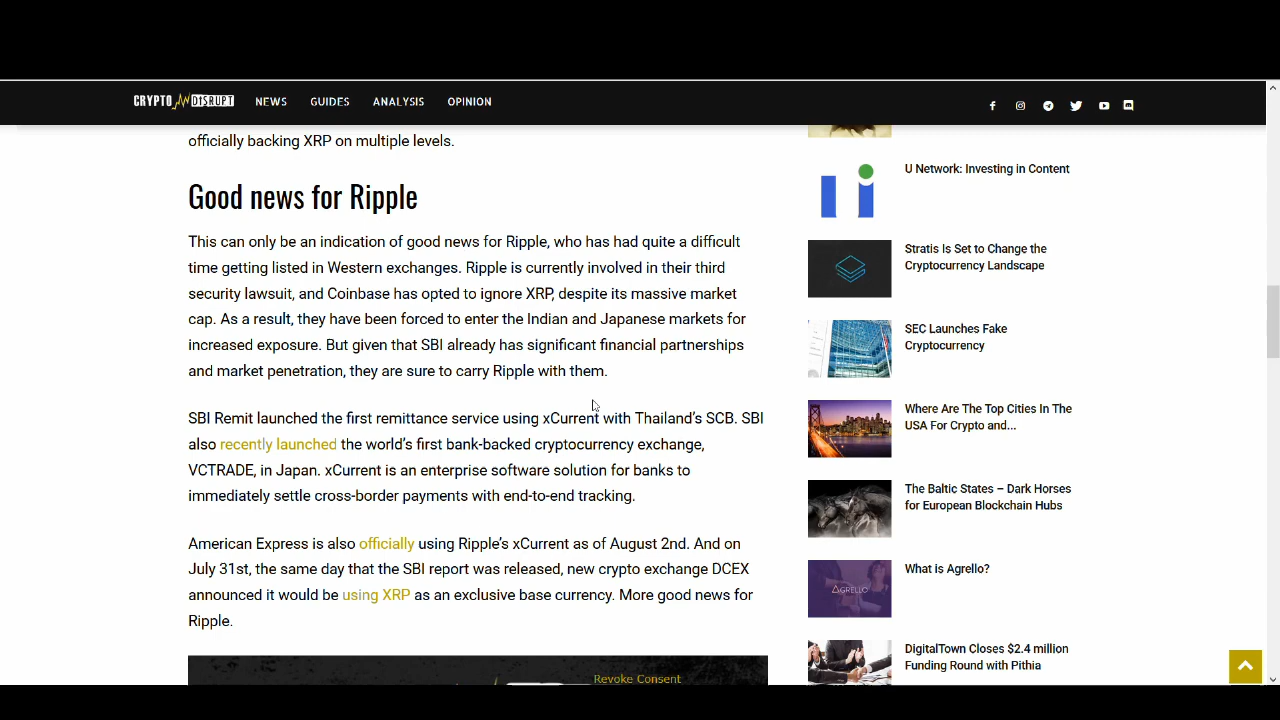 CRYPTO DISRUPT NEWS GUIDES ANALYSIS OPINION
officially backing XRP on multiple levels.
Good news for Ripple
This can only be an indication of good news for Ripple, who has had quite a difficult
time getting listed in Western exchanges. Ripple is currently involved in their third
security lawsuit, and Coinbase has opted to ignore XRP, despite its massive market
cap. As a result, they have been forced to enter the Indian and Japanese markets for
increased exposure. But given that SBI already has significant financial partnerships
and market penetration, they are sure to carry Ripple with them.
SBI Remit launched the first remittance service using xCurrent with Thailand's SCB. SBI
also recently launched the world's first bank-backed cryptocurrency exchange,
VCTRADE, in Japan. xCurrent is an enterprise software solution for banks to
immediately settle cross-border payments with end-to-end tracking.
American Express is also officially using Ripple's xCurrent as of August 2nd. And on
July 31st, the same day that the SBI report was released, new crypto exchange DCEX
announced it would be using XRP as an exclusive base currency. More good news for
Ripple.
Revoke Consent
U Network: Investing in Content
Stratis Is Set to Change the
Cryptocurrency Landscape
SEC Launches Fake
Cryptocurrency
Where Are The Top Cities In The
USA For Crypto and...
The Baltic States – Dark Horses
for European Blockchain Hubs
AGRELLO
What is Agrello?
DigitalTown Closes $2.4 million
Funding Round with Pithia